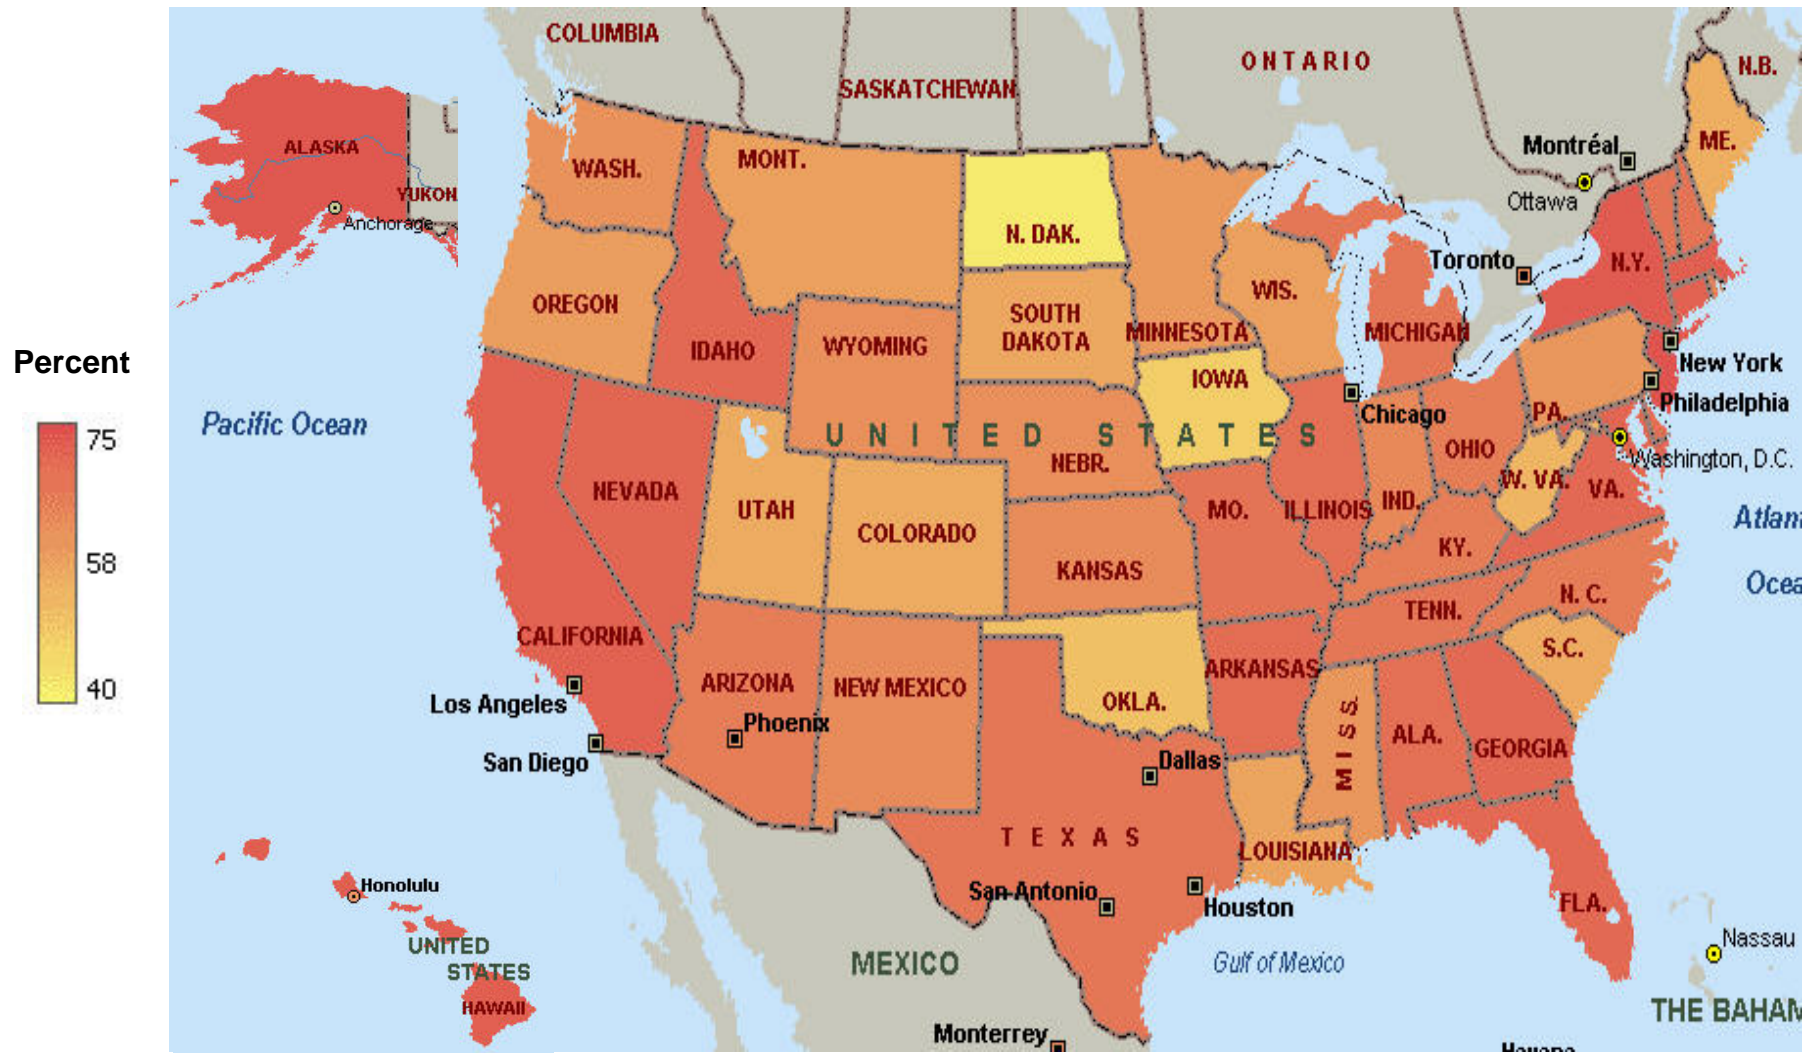 COLUMBIA
ONTARIO
N.B.
SASKATCHEWAN
ALASKA
YUKON
Anchorage
WASH.
MONT.
N. DAK.
Montréal
Ottawa
ME.
Toronto
N.Y.
OREGON
IDAHO
WYOMING
SOUTH
DAKOTA
MINNESOTA
WIS.
MICHIGAN
Percent
75
58
40
Pacific Ocean
IOWA
Chicago
New York
Philadelphia
PA.
UNITED STATES
NEBR.
OHIO
Washington, D.C.
W. VA.
VA.
NEVADA
UTAH
COLORADO
MO.
ILLINOIS
IND.
KY.
Atlan
Ocea
KANSAS
N. C.
TENN.
S.C.
CALIFORNIA
ARIZONA
NEW MEXICO
OKLA.
ARKANSAS
MISS.
ALA.
GEORGIA
Los Angeles
Phoenix
San Diego
Dallas
TEXAS
LOUISIANA
San Antonio
Houston
FLA.
Honolulu
UNITED
STATES
HAWAII
MEXICO
Gulf of Mexico
Nassau
THE BAHAM
Monterrey
Havana